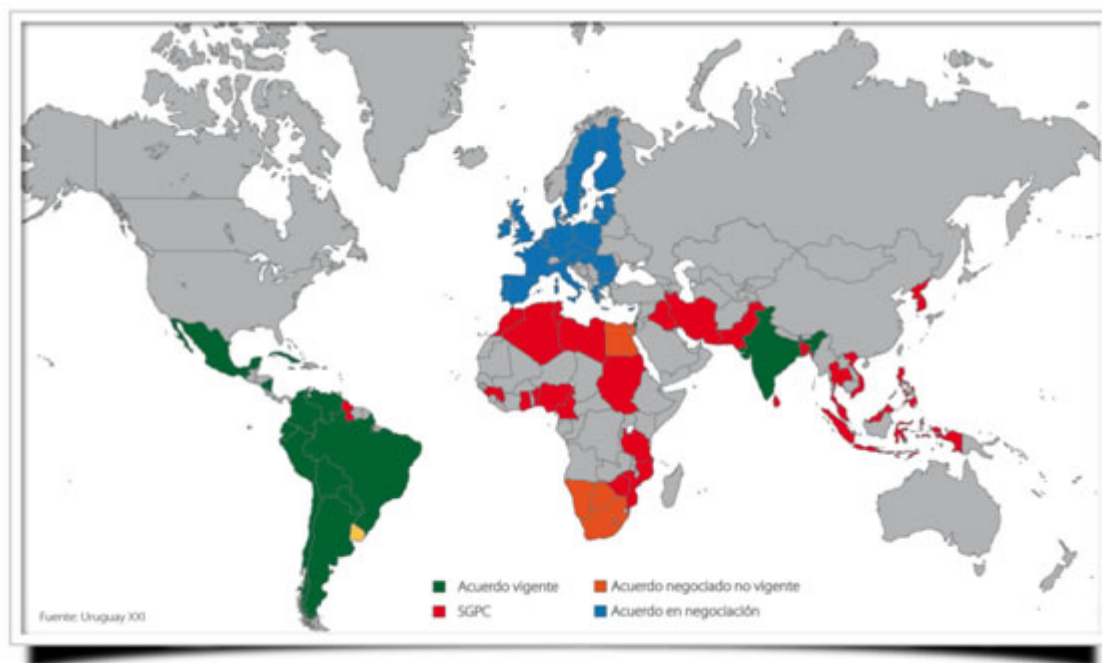 Acuerdo vigente
SGPC
Acuerdo negociado no vigente
Acuerdo en negociación
Fuente: Uruguay XXI